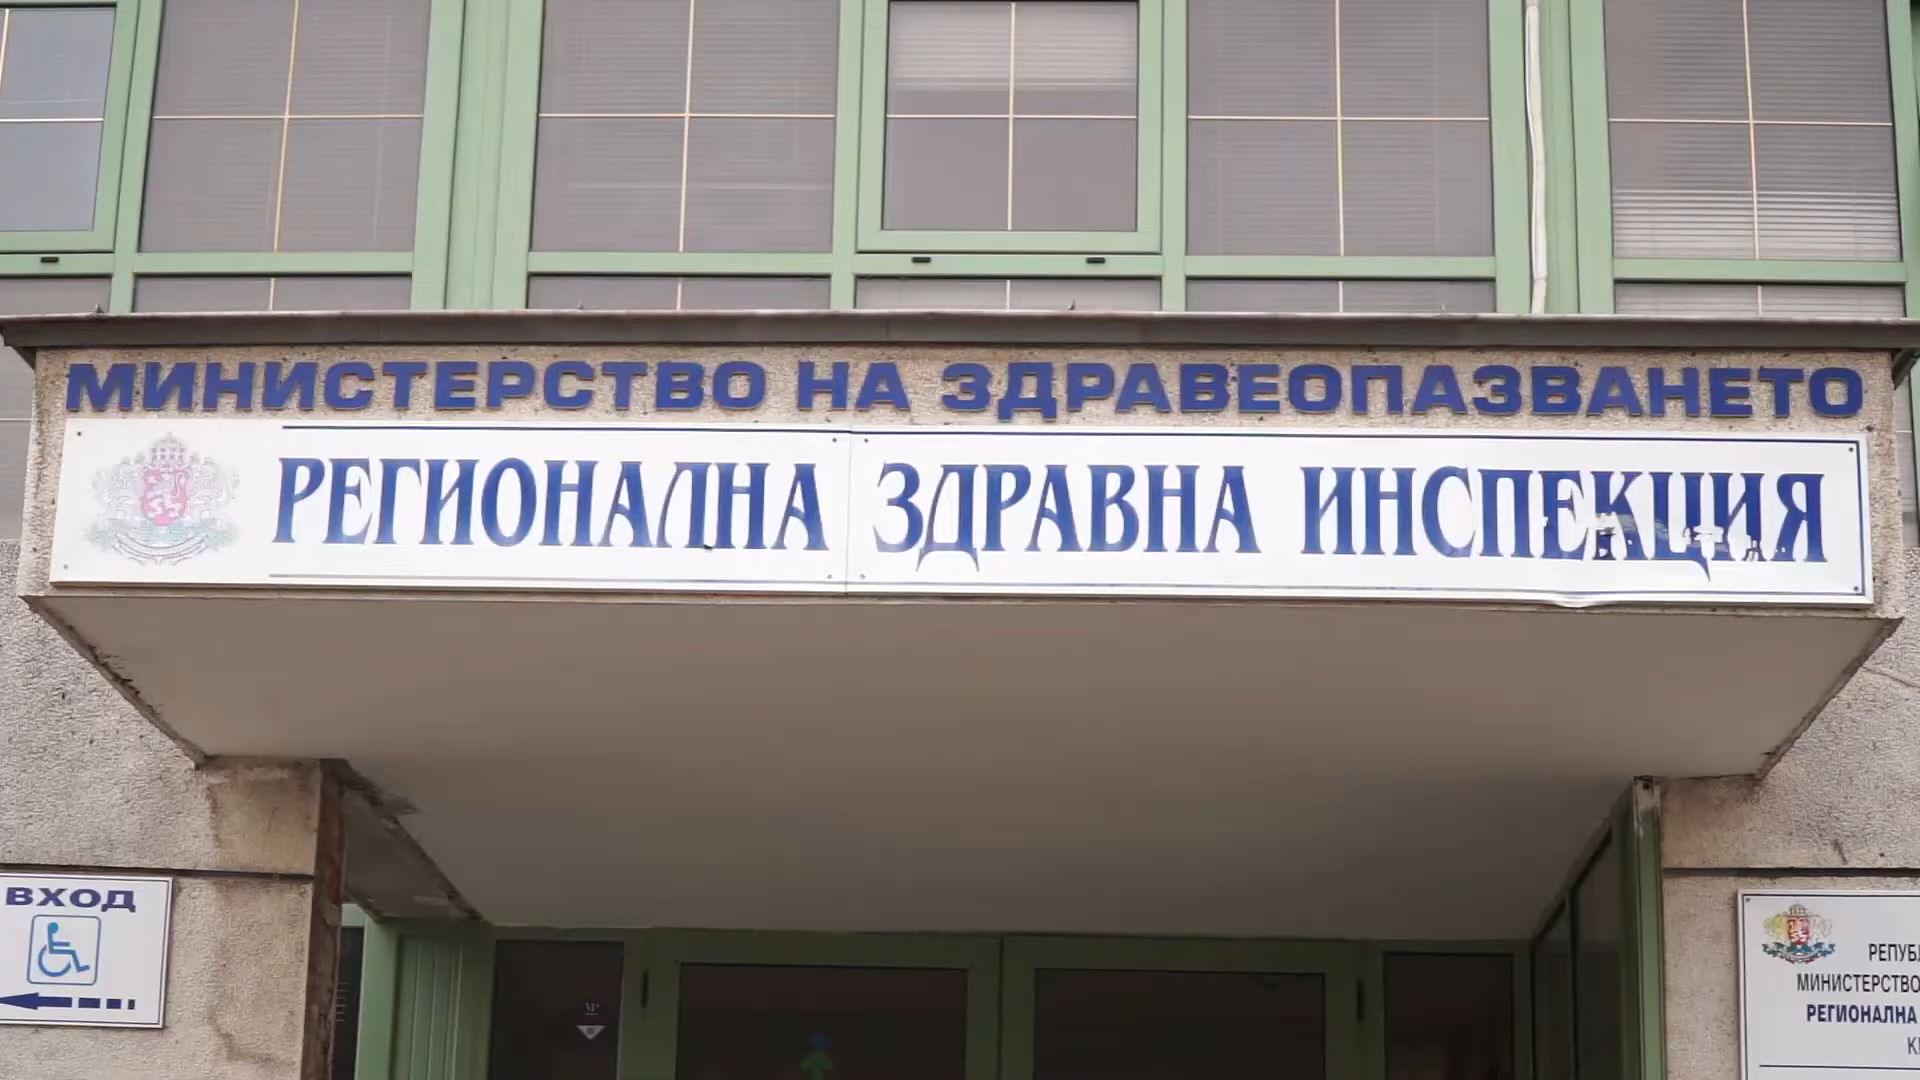 МИНИСТЕРСТВО НА ЗДРАВЕОПАЗВАНЕТО
РЕГИОНАЛНА ЗДРАВНА ИНСПЕКЦИЯ
ВХОД
МИНИСТЕРСТВО
РЕГИОНАЛНА